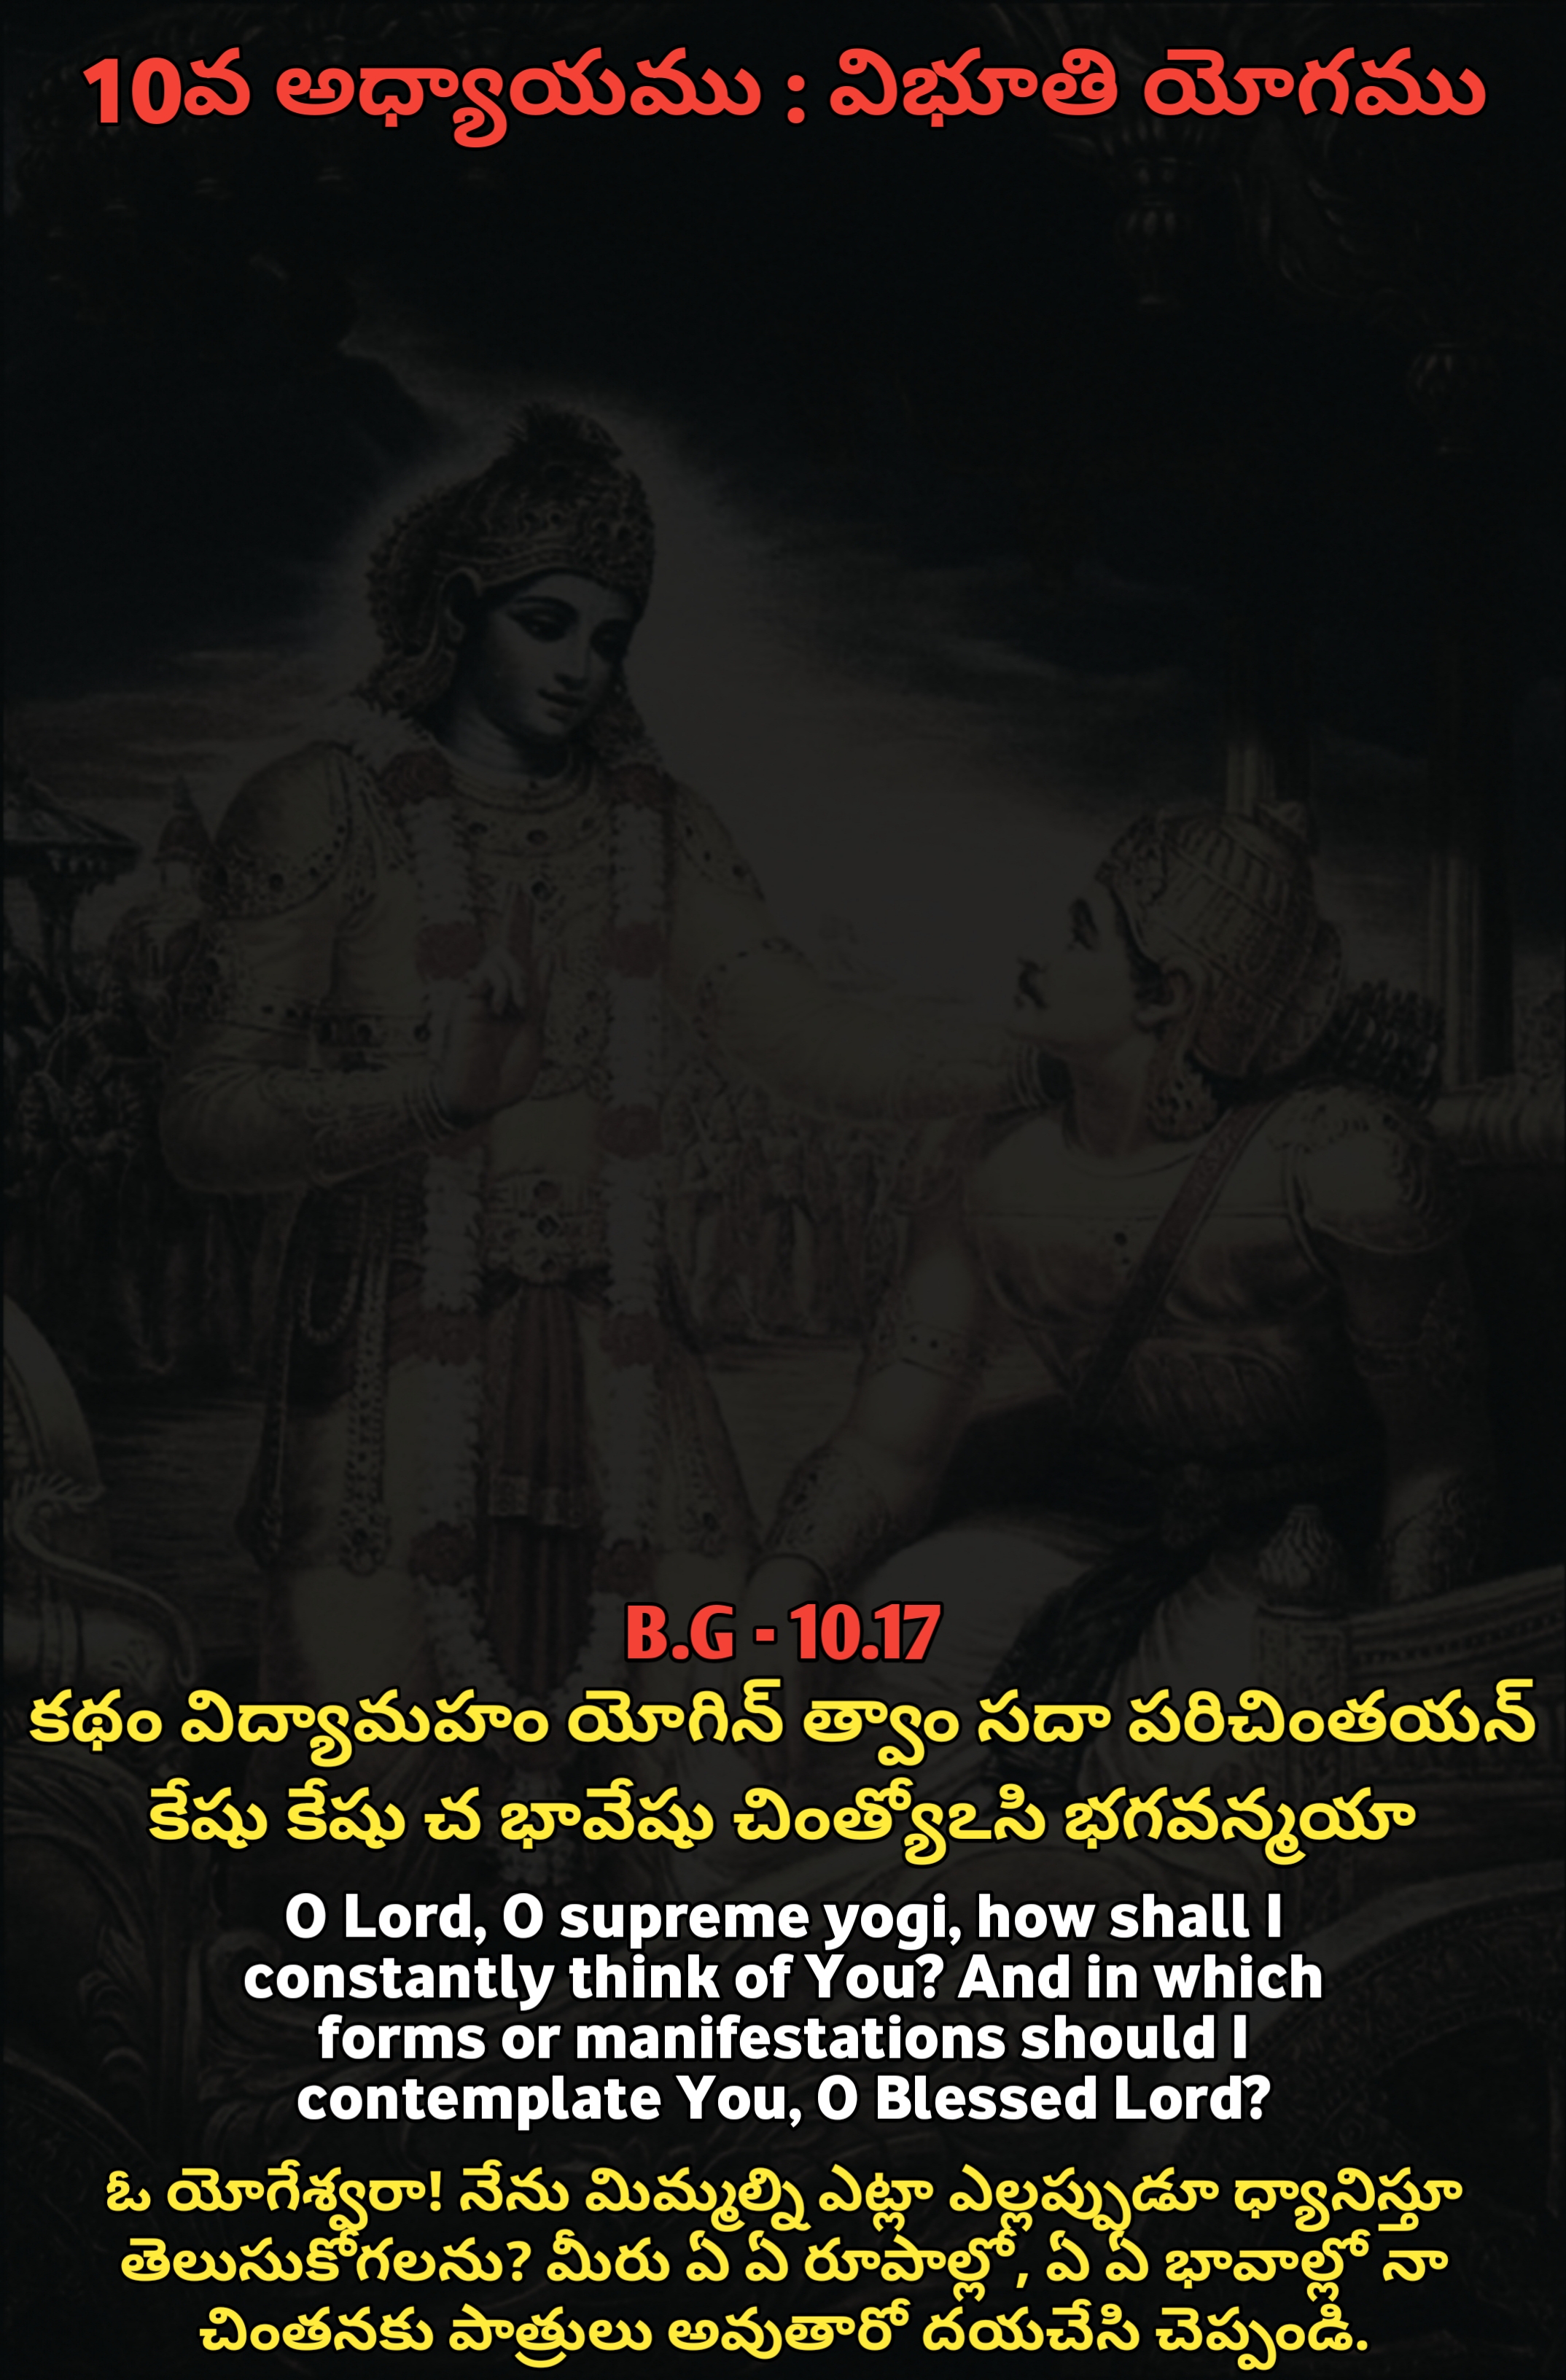 10వ అధ్యాయము : విభూతి యోగము
B.G - 10.17
కథం విద్యామహం యోగిన్ త్వాం సదా పరిచింతయన్
కేషు కేషు చ భావేషు చింత్యోఽసి భగవన్మయా
O Lord, O supreme yogi, how shall I
constantly think of You? And in which
forms or manifestations should I
contemplate You, O Blessed Lord?
ఓ యోగేశ్వరా! నేను మిమ్మల్ని ఎట్లా ఎల్లప్పుడూ ధ్యానిస్తూ
తెలుసుకోగలను? మీరు ఏ ఏ రూపాల్లో, ఏ ఏ భావాల్లో నా
చింతనకు పాత్రులు అవుతారో దయచేసి చెప్పండి.